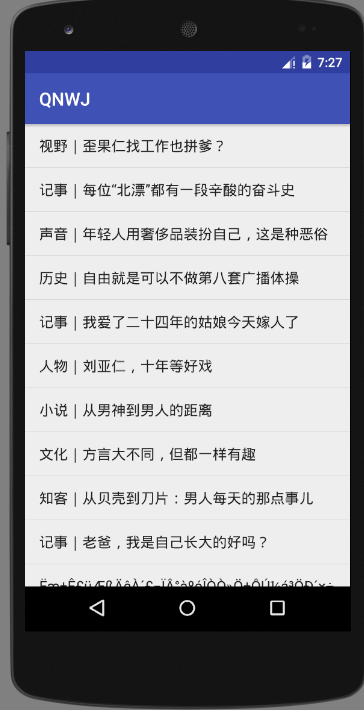 7:27
QNWJ
视野｜歪果仁找工作也拼爹？
记事｜每位“北漂”都有一段辛酸的奋斗史
声音｜年轻人用奢侈品装扮自己，这是种恶俗
历史｜自由就是可以不做第八套广播体操
记事｜我爱了二十四年的姑娘今天嫁人了
人物｜刘亚仁，十年等好戏
小说｜从男神到男人的距离
文化｜方言大不同，但都一样有趣
知客｜从贝壳到刀片：男人每天的那点事儿
记事｜老爸，我是自己长大的好吗？